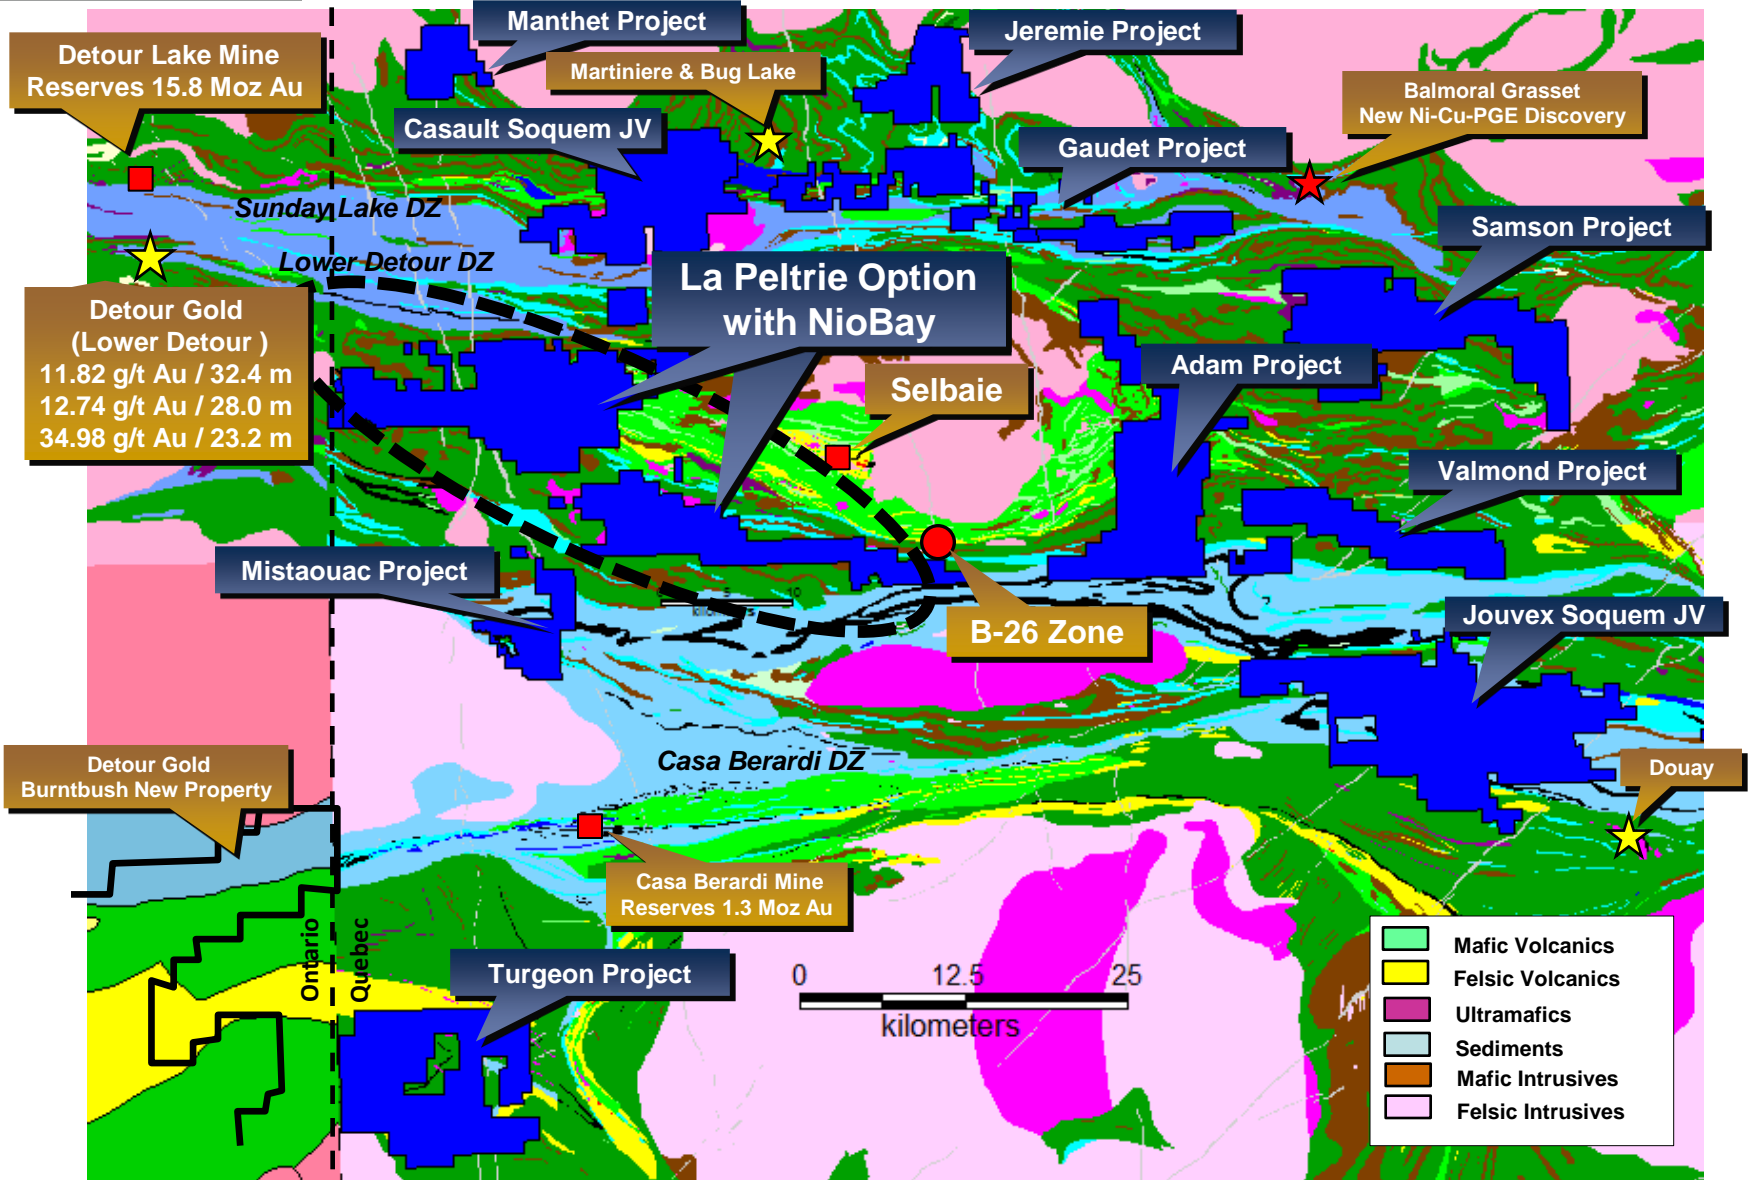 Manthet Project
Jeremie Project
Detour Lake Mine
Reserves 15.8 Moz Au
Martiniere & Bug Lake
Balmoral Grasset
New Ni-Cu-PGE Discovery
Casault Soquem JV
Gaudet Project
Sunday Lake DZ
Samson Project
Lower Detour DZ
La Peltrie Option
with NioBay
Detour Gold
(Lower Detour )
11.82 g/t Au / 32.4 m
12.74 g/t Au / 28.0 m
34.98 g/t Au / 23.2 m
Adam Project
Selbaie
Valmond Project
Mistaouac Project
5 10
B-26 Zone
Jouvex Soquem JV
Casa Berardi DZ
Detour Gold
Burntbush New Property
Douay
Casa Berardi Mine
Reserves 1.3 Moz Au
Ontario
Quebec
Turgeon Project
0 12.5 25
kilometers
Mafic Volcanics
Felsic Volcanics
Ultramafics
Sediments
Mafic Intrusives
Felsic Intrusives